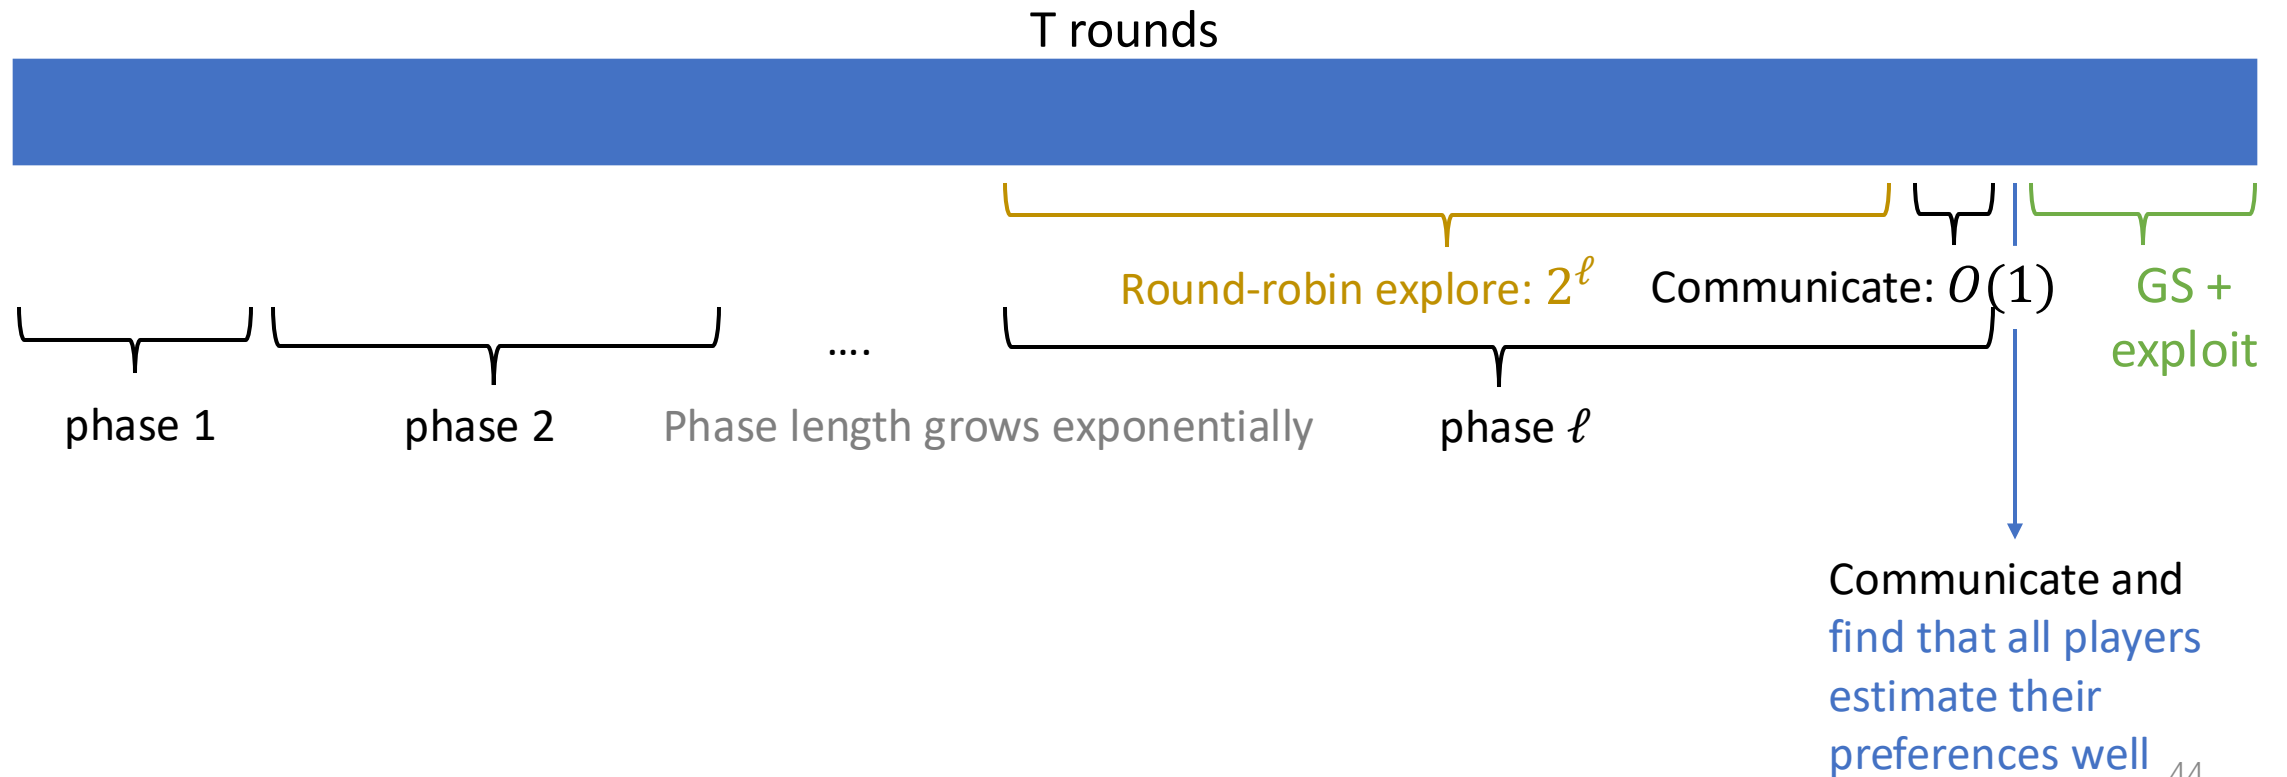 T rounds
Round-robin explore: 2^ℓ
Communicate: O(1)
GS +
exploit
....
phase 1
phase 2
Phase length grows exponentially
phase ℓ
Communicate and
find that all players
estimate their
preferences well
44